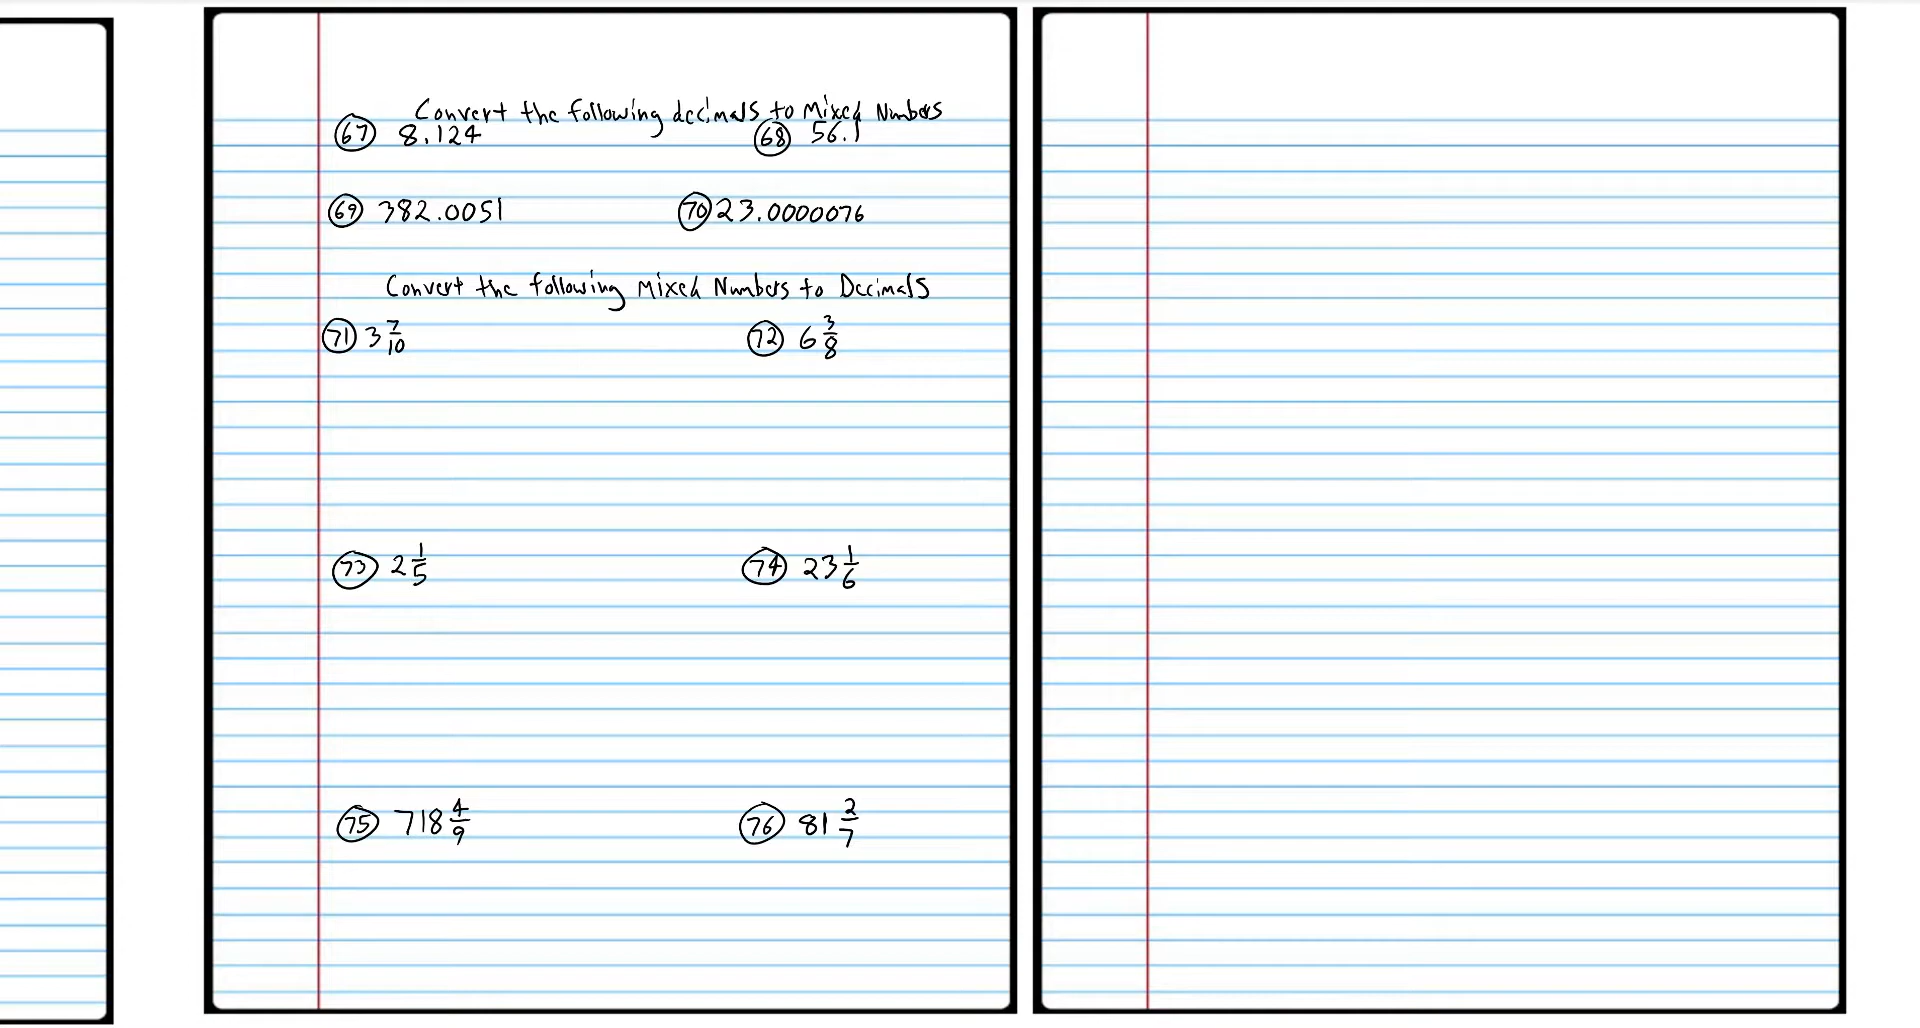 Convert the following decimals to Mixed Numbers
67 8.124 68 56.1
69 382.0051 70 23.0000076
Convert the following Mixed Numbers to Decimals
71 3 7/10 72 6 3/8
73 2 1/5 74 23 1/6
75 718 4/9 76 81 2/7